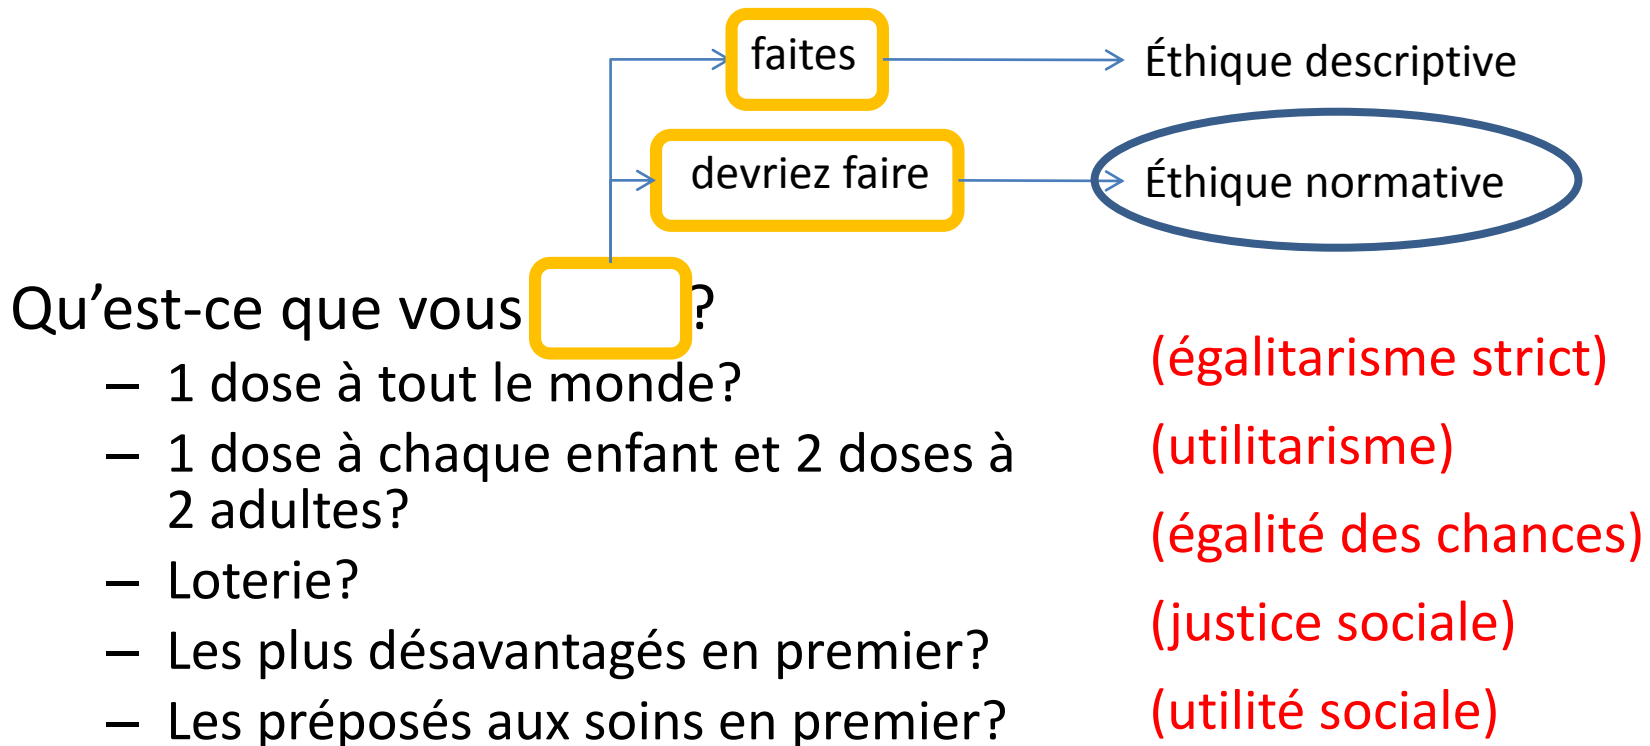 faites
Éthique descriptive
devriez faire
Éthique normative
Qu’est-ce que vous ?
– 1 dose à tout le monde?
– 1 dose à chaque enfant et 2 doses à
2 adultes?
– Loterie?
– Les plus désavantagés en premier?
– Les préposés aux soins en premier?
(égalitarisme strict)
(utilitarisme)
(égalité des chances)
(justice sociale)
(utilité sociale)